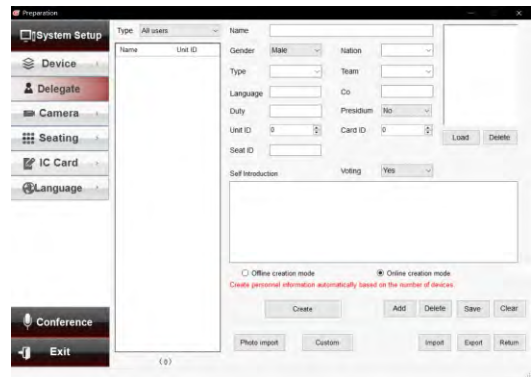 Preparation
System Setup
Device
Delegate
Camera
Seating
IC Card
Language
Conference
Exit
Type All users
Name Unit ID
(0)
Name
Gender Male Nation
Type Team
Language Co
Duty Presidium No
Unit ID 0 Card ID 0
Load Delete
Seat ID
Self Introduction Voting Yes
Offline creation mode Online creation mode
Create personnel information automatically based on the number of devices
Create Add Delete Save Clear
Photo import Custom Import Export Return